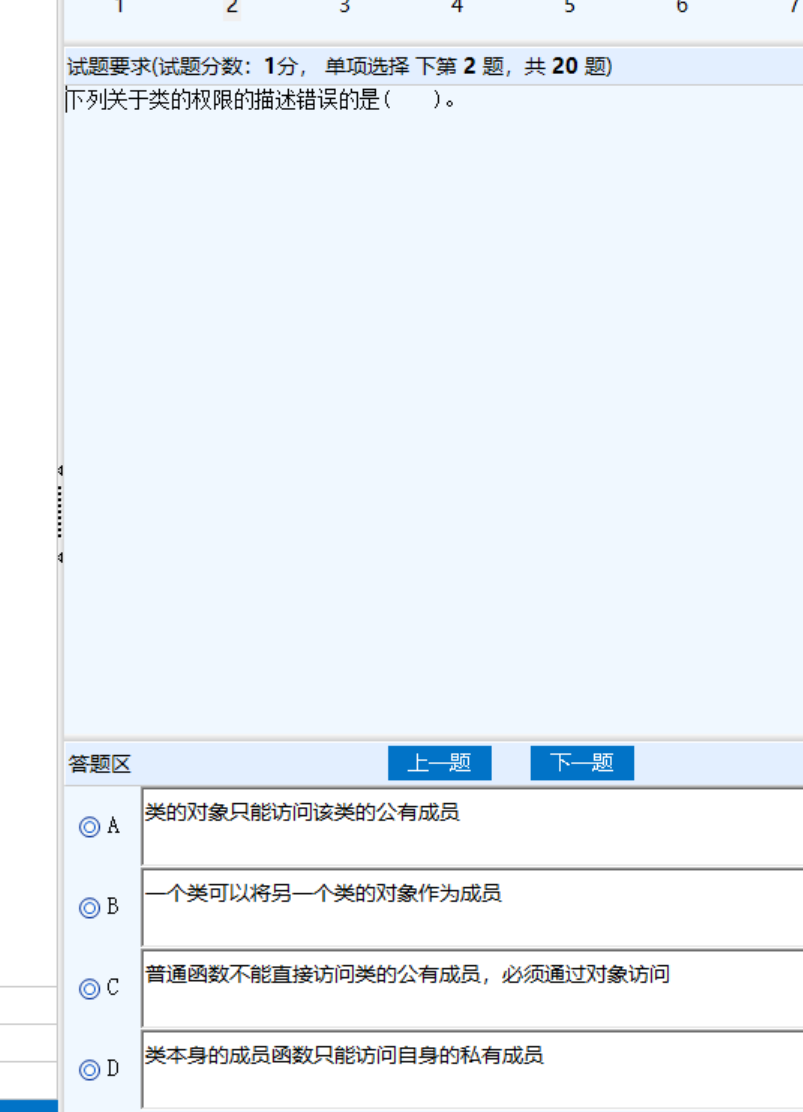 1 2 3 4 5 6 7
试题要求(试题分数：1分， 单项选择 下第 2 题，共 20 题)
下列关于类的权限的描述错误的是(    )。
答题区 上一题 下一题
A 类的对象只能访问该类的公有成员
B 一个类可以将另一个类的对象作为成员
C 普通函数不能直接访问类的公有成员，必须通过对象访问
D 类本身的成员函数只能访问自身的私有成员